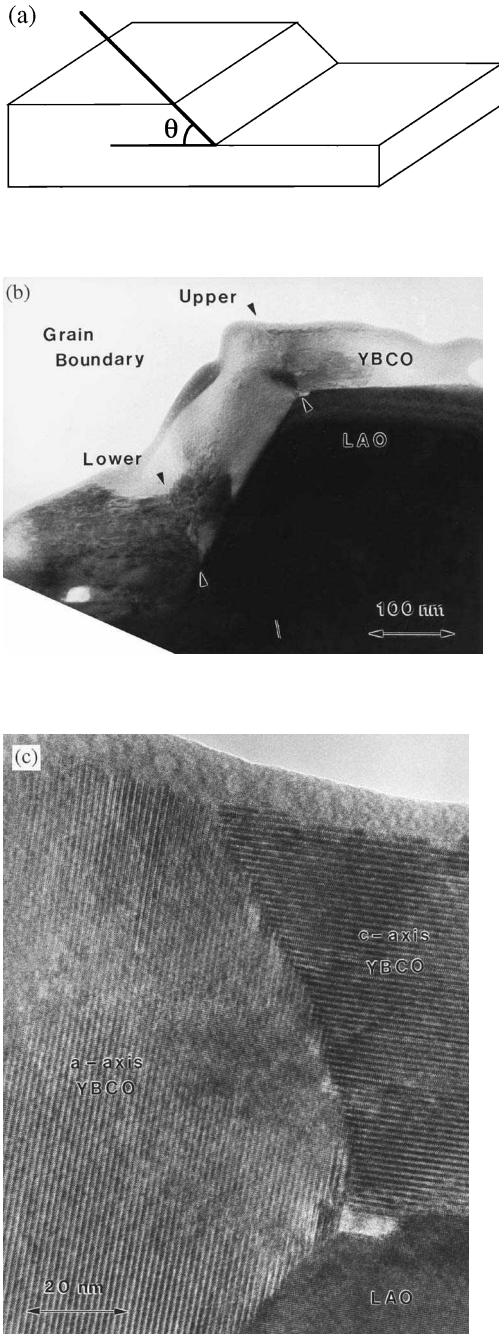 (a)
θ
(b)
Upper
Grain
Boundary
YBCO
LAO
Lower
100 nm
(c)
c-axis
YBCO
a-axis
YBCO
20 nm
LAO